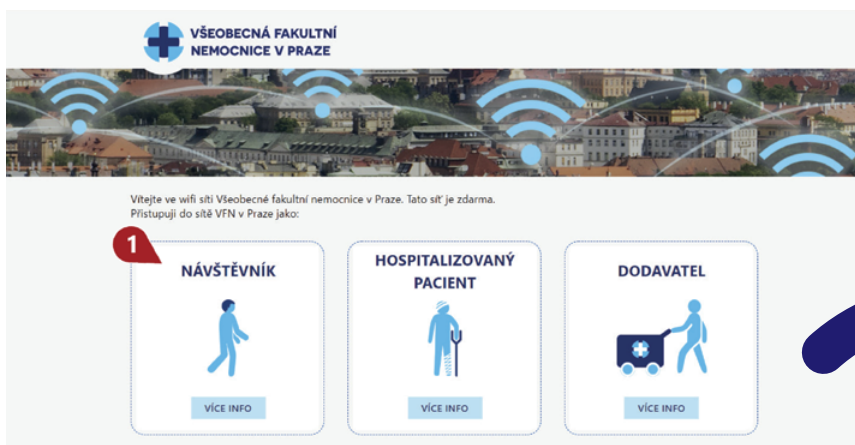 VŠEOBECNÁ FAKULTNÍ
NEMOCNICE V PRAZE
Vítejte ve wifi síti Všeobecné fakultní nemocnice v Praze. Tato síť je zdarma.
Přistupuji do sítě VFN v Praze jako:
1
NÁVŠTĚVNÍK
HOSPITALIZOVANÝ
PACIENT
DODAVATEL
VÍCE INFO
VÍCE INFO
VÍCE INFO